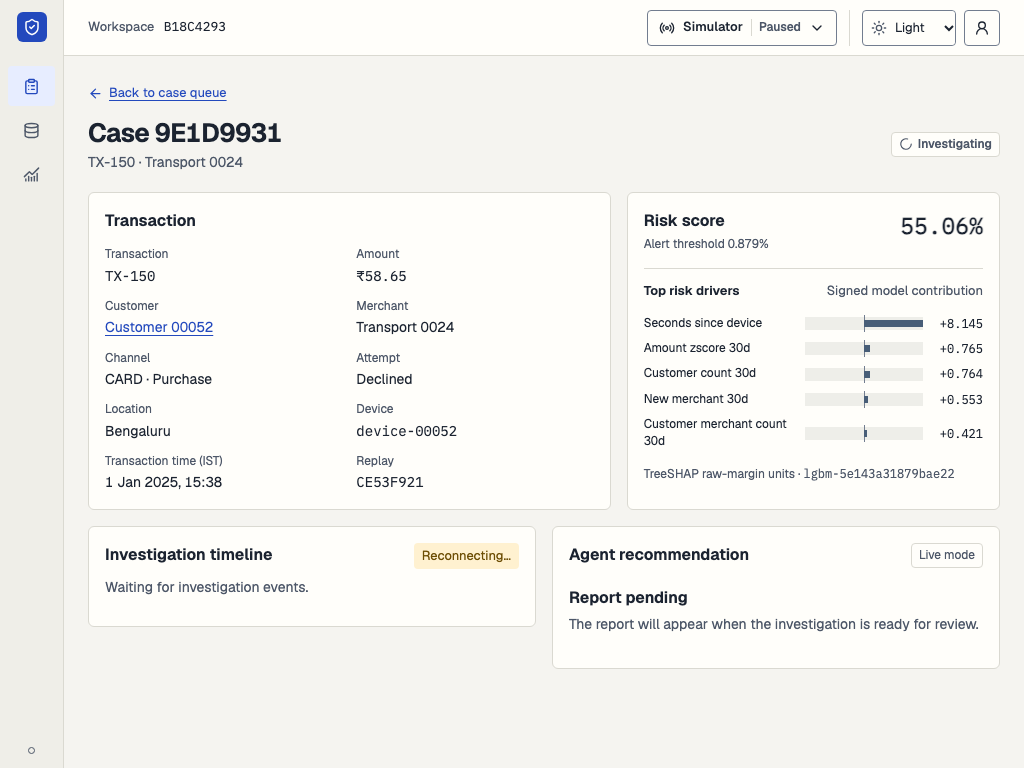 Workspace B18C4293
Simulator Paused
Light
Back to case queue
Case 9E1D9931
TX-150 · Transport 0024
Investigating
Transaction
Transaction
TX-150
Amount
₹58.65
Customer
Customer 00052
Merchant
Transport 0024
Channel
CARD · Purchase
Attempt
Declined
Location
Bengaluru
Device
device-00052
Transaction time (IST)
1 Jan 2025, 15:38
Replay
CE53F921
Risk score
55.06%
Alert threshold 0.879%
Top risk drivers
Signed model contribution
Seconds since device +8.145
Amount zscore 30d +0.765
Customer count 30d +0.764
New merchant 30d +0.553
Customer merchant count
30d
+0.421
TreeSHAP raw-margin units · lgbm-5e143a31879bae22
Investigation timeline
Reconnecting…
Waiting for investigation events.
Agent recommendation
Live mode
Report pending
The report will appear when the investigation is ready for review.